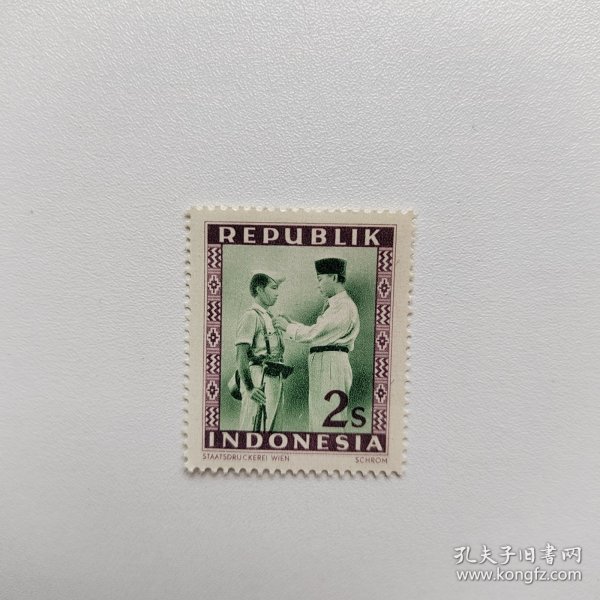 REPUBLIK
2s
INDONESIA
STAATSDRUCKEREI WIEN SCHROM
孔夫子旧书网
www.kongfz.com